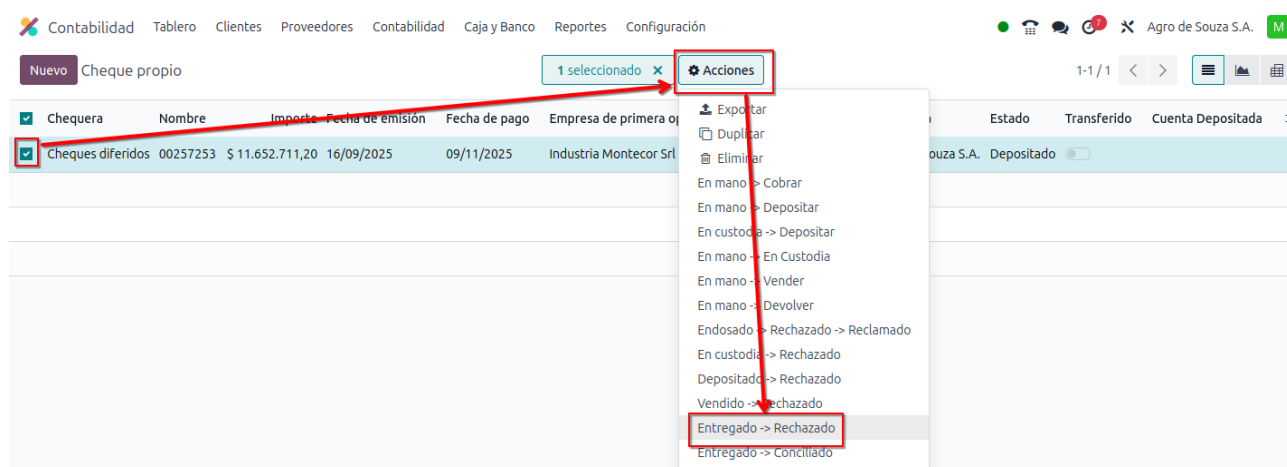 Contabilidad Tablero Clientes Proveedores Contabilidad Caja y Banco Reportes Configuración 7 Agro de Souza S.A. M
Nuevo Cheque propio 1 seleccionado × Acciones 1-1 / 1
Chequera Nombre Importe Fecha de emisión Fecha de pago Empresa de primera op Estado Transferido Cuenta Depositada
Cheques diferidos 00257253 $ 11.652.711,20 16/09/2025 09/11/2025 Industria Montecor Srl ouza S.A. Depositado
Exportar
Duplicar
Eliminar
En mano -> Cobrar
En mano -> Depositar
En custodia -> Depositar
En mano -> En Custodia
En mano -> Vender
En mano -> Devolver
Endosado -> Rechazado -> Reclamado
En custodia -> Rechazado
Depositado -> Rechazado
Vendido -> Rechazado
Entregado -> Rechazado
Entregado -> Conciliado